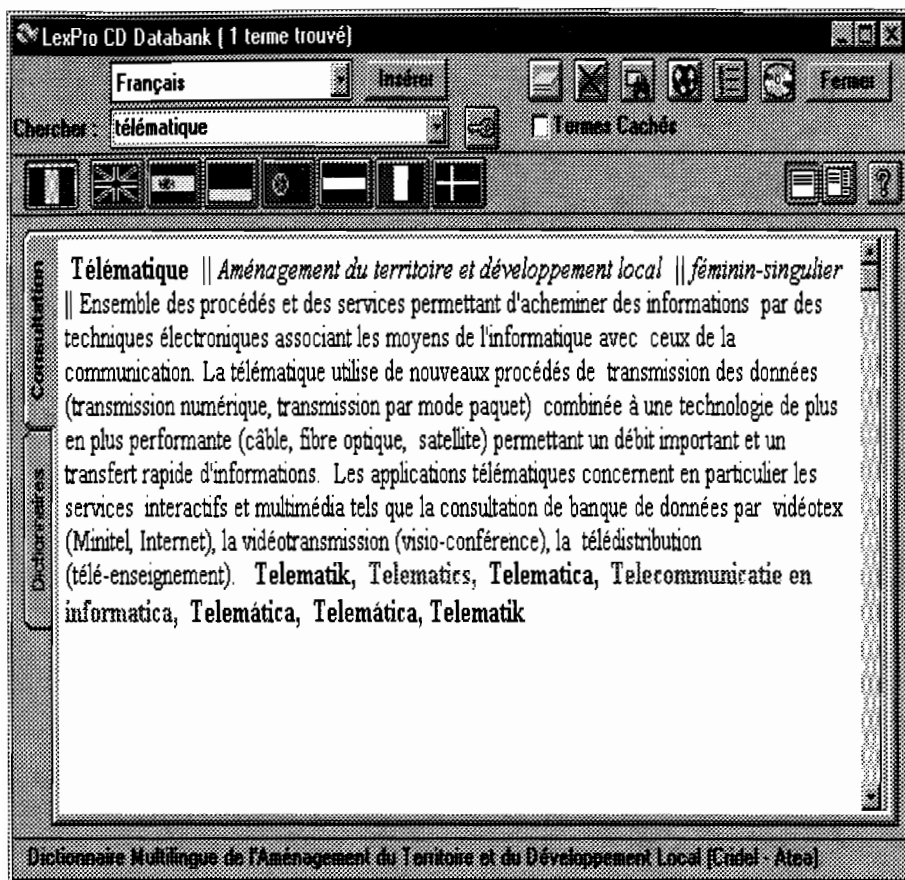 LexPro CD Databank ( 1 terme trouvé)
Français
Insérer
Fermer
Chercher :
télématique
Termes Cachés
Consultation
Dictionnaires
Télématique || Aménagement du territoire et développement local || féminin-singulier
|| Ensemble des procédés et des services permettant d'acheminer des informations par des
techniques électroniques associant les moyens de l'informatique avec ceux de la
communication. La télématique utilise de nouveaux procédés de transmission des données
(transmission numérique, transmission par mode paquet) combinée à une technologie de plus
en plus performante (câble, fibre optique, satellite) permettant un débit important et un
transfert rapide d'informations. Les applications télématiques concernent en particulier les
services interactifs et multimédia tels que la consultation de banque de données par vidéotex
(Minitel, Internet), la vidéotransmission (visio-conférence), la télédistribution
(télé-enseignement). Telematik, Telematics, Telematica, Telecommunicatie en
informatica, Telemática, Telemática, Telematik
Dictionnaire Multilingue de l'Aménagement du Territoire et du Développement Local (Cridel - Atea)